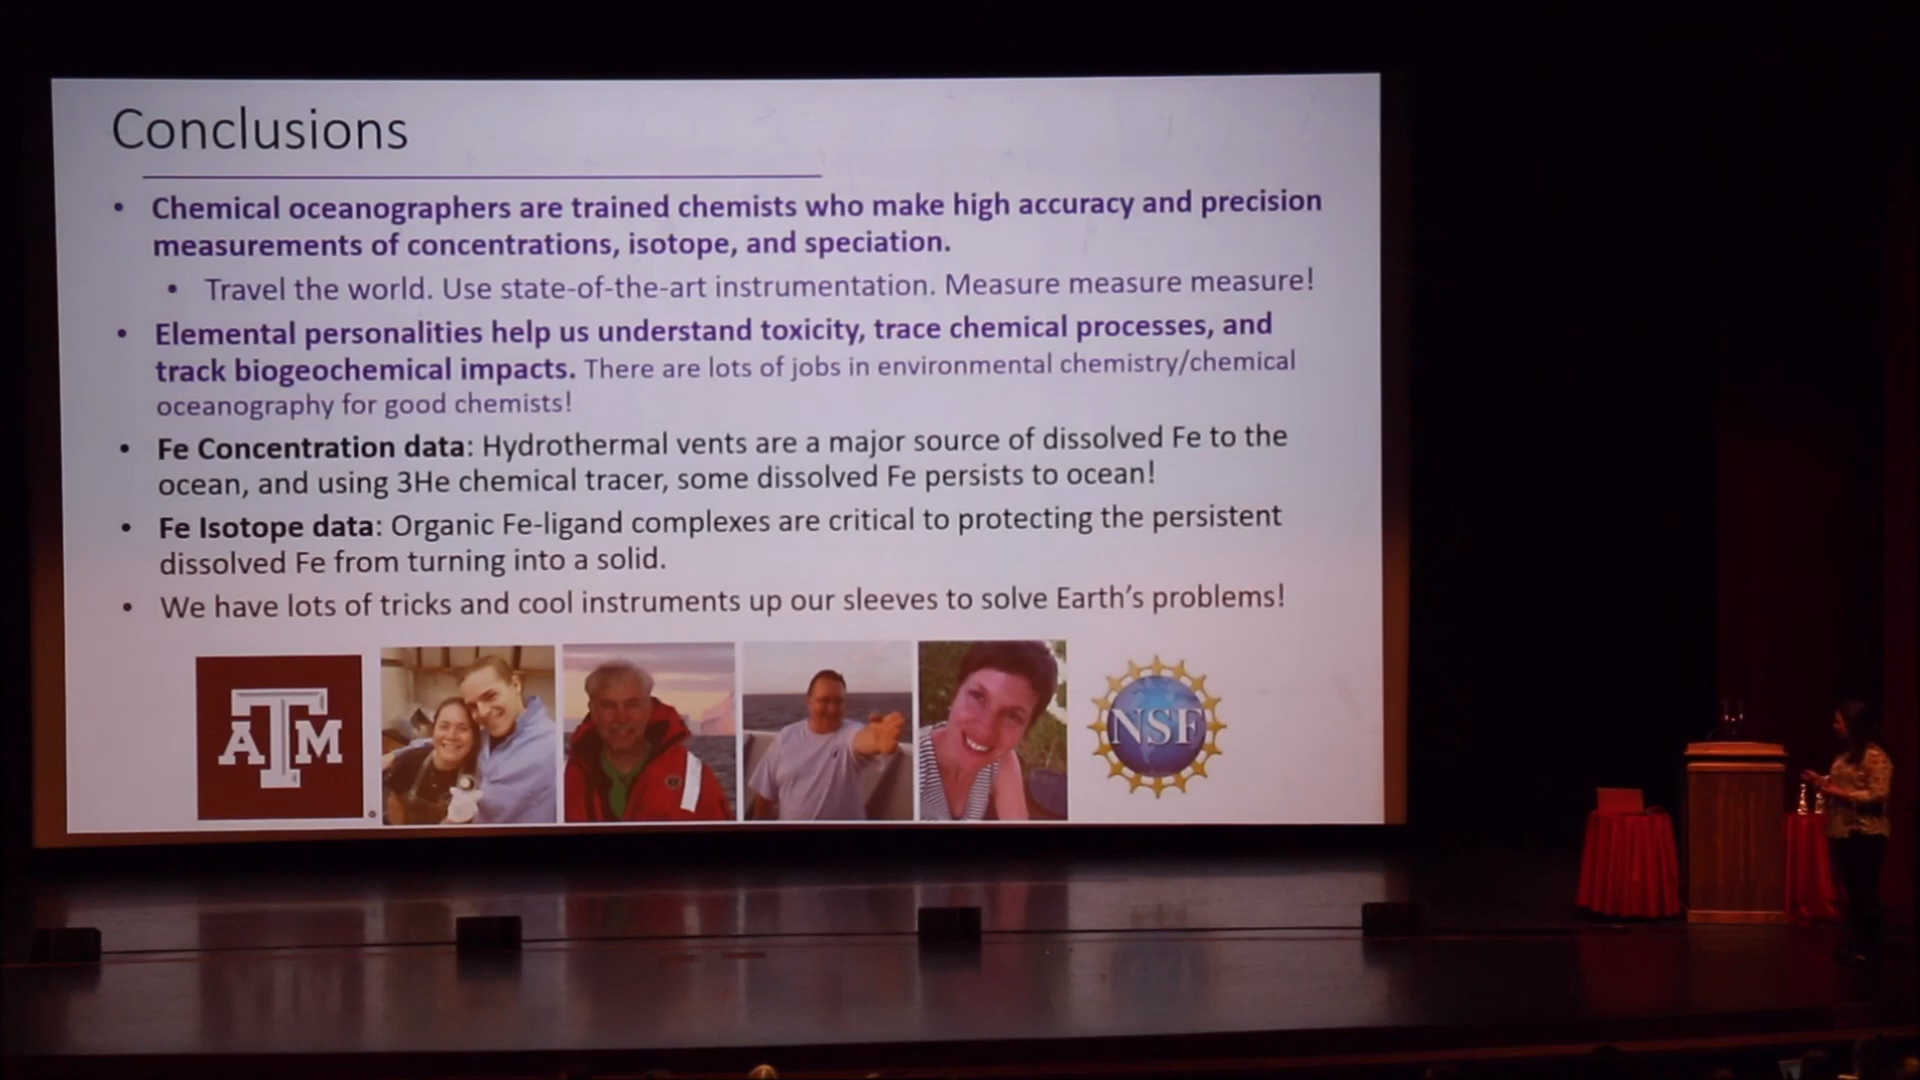 Conclusions
• Chemical oceanographers are trained chemists who make high accuracy and precision
measurements of concentrations, isotope, and speciation.
• Travel the world. Use state-of-the-art instrumentation. Measure measure measure!
• Elemental personalities help us understand toxicity, trace chemical processes, and
track biogeochemical impacts. There are lots of jobs in environmental chemistry/chemical
oceanography for good chemists!
• Fe Concentration data: Hydrothermal vents are a major source of dissolved Fe to the
ocean, and using 3He chemical tracer, some dissolved Fe persists to ocean!
• Fe Isotope data: Organic Fe-ligand complexes are critical to protecting the persistent
dissolved Fe from turning into a solid.
• We have lots of tricks and cool instruments up our sleeves to solve Earth's problems!
ATM
NSF